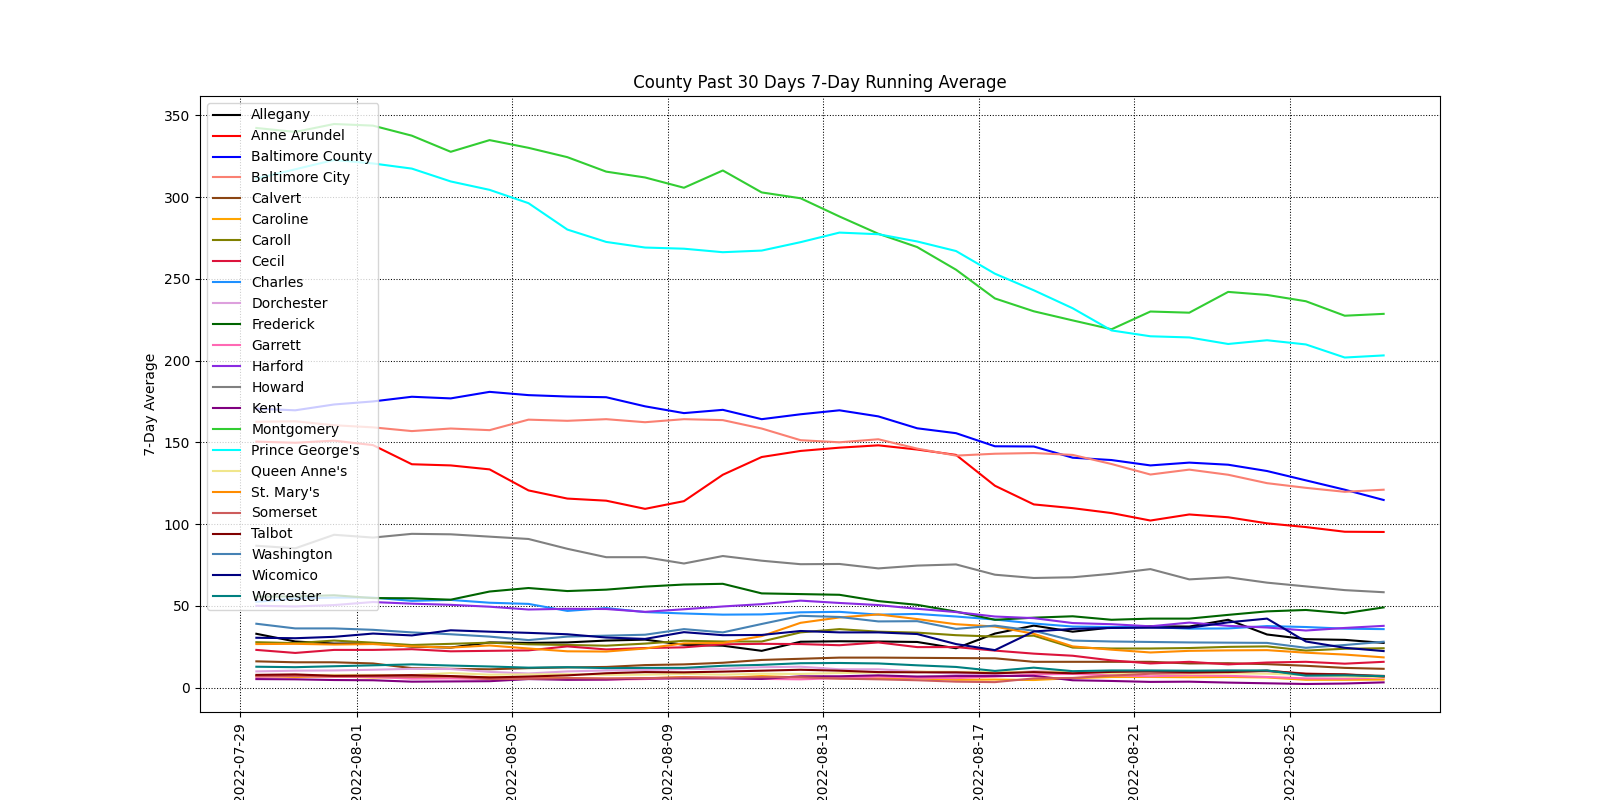 County Past 30 Days 7-Day Running Average
350
300
250
200
150
100
50
0
7-Day Average
Allegany
Anne Arundel
Baltimore County
Baltimore City
Calvert
Caroline
Caroll
Cecil
Charles
Dorchester
Frederick
Garrett
Harford
Howard
Kent
Montgomery
Prince George's
Queen Anne's
St. Mary's
Somerset
Talbot
Washington
Wicomico
Worcester
2022-07-29
2022-08-01
2022-08-05
2022-08-09
2022-08-13
2022-08-17
2022-08-21
2022-08-25